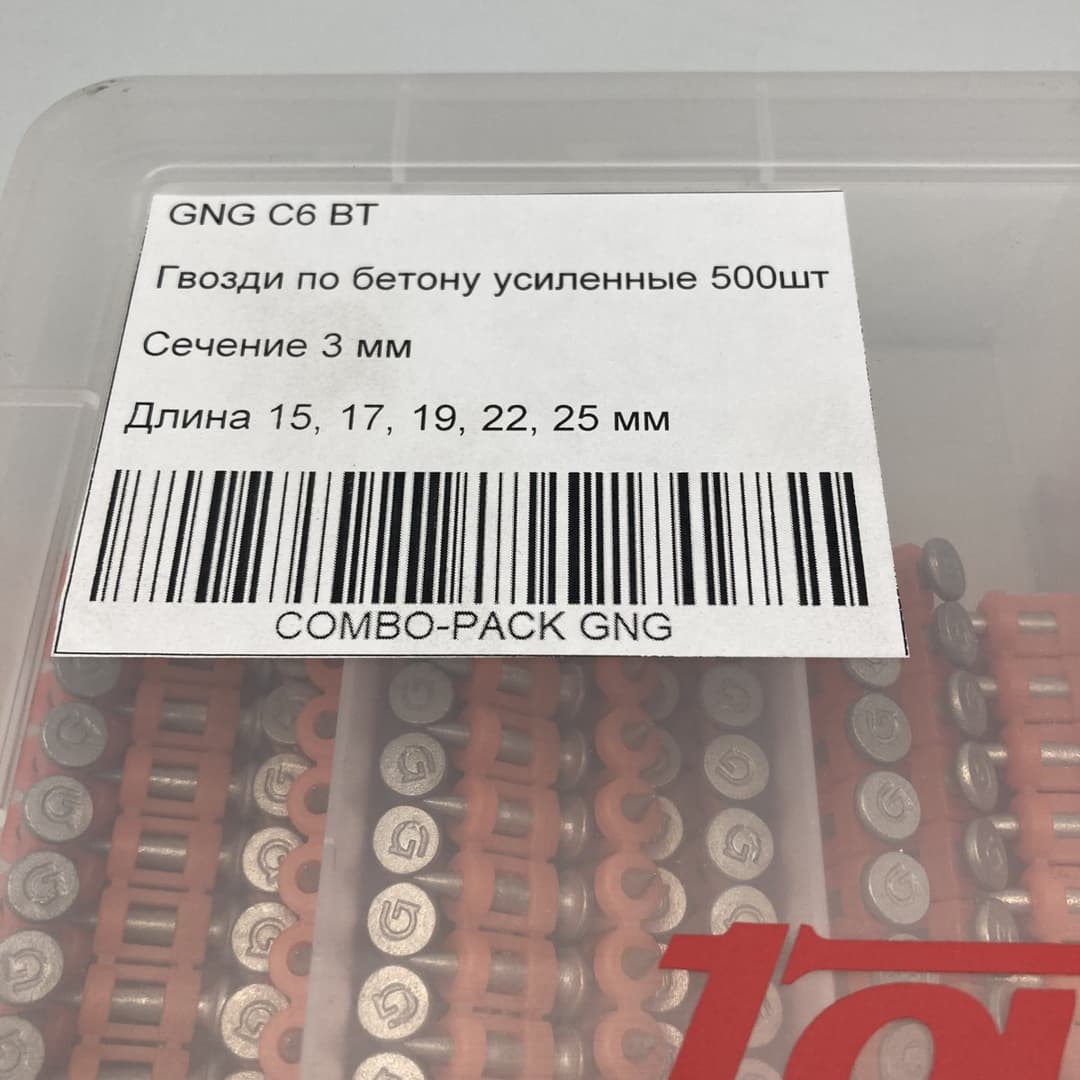 GNG C6 BT
Гвозди по бетону усиленные 500шт
Сечение 3 мм
Длина 15, 17, 19, 22, 25 мм
COMBO-PACK GNG